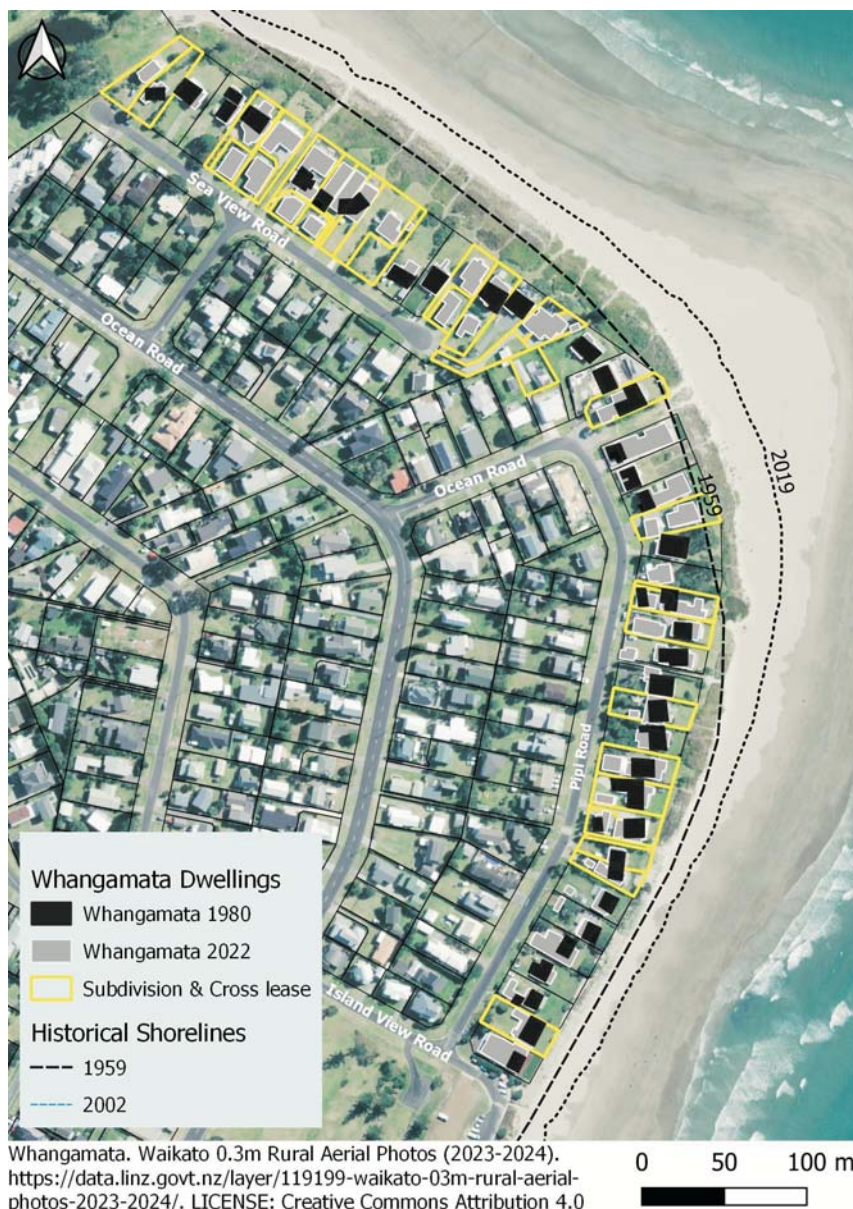 Sea View Road
Ocean Road
Ocean Road
2019
1959
Pipi Road
Island View Road
Whangamata Dwellings
Whangamata 1980
Whangamata 2022
Subdivision & Cross lease
Historical Shorelines
1959
2002
Whangamata. Waikato 0.3m Rural Aerial Photos (2023-2024).
https://data.linz.govt.nz/layer/119199-waikato-03m-rural-aerial-
photos-2023-2024/. LICENSE: Creative Commons Attribution 4.0
0 50 100 m